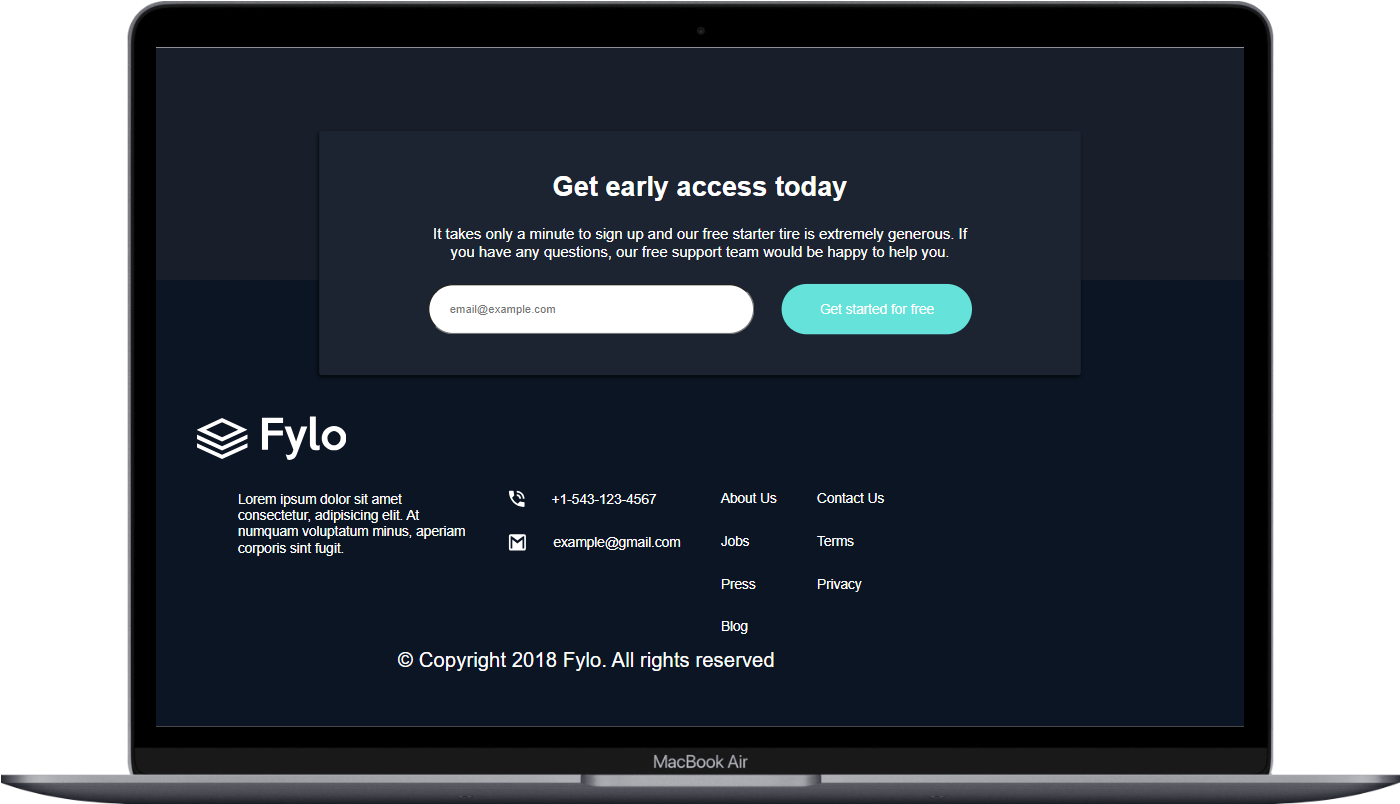 Get early access today
It takes only a minute to sign up and our free starter tire is extremely generous. If
you have any questions, our free support team would be happy to help you.
email@example.com
Get started for free
Fylo
Lorem ipsum dolor sit amet
consectetur, adipisicing elit. At
numquam voluptatum minus, aperiam
corporis sint fugit.
+1-543-123-4567
example@gmail.com
About Us
Jobs
Press
Blog
Contact Us
Terms
Privacy
© Copyright 2018 Fylo. All rights reserved
MacBook Air